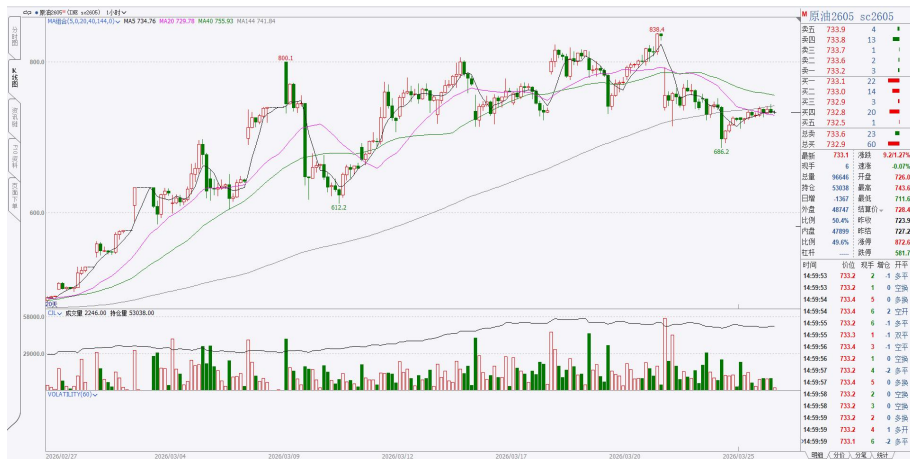 原油2605 (INE sc2605) 1小时
MA组合(5,0,20,40,144,0) MA5 734.76 MA20 729.78 MA40 755.93 MA144 741.84
分时图
K线图
页面下单
838.4
800.1
800.0
686.2
600.0
612.2
CJL 成交量 2246.00 持仓量 53038.00
58000.0
29000.0
VOLATILITY(60)
2026/02/27 2026/03/04 2026/03/09 2026/03/12 2026/03/17 2026/03/20 2026/03/25
M 原油2605 sc2605
卖五 733.9 4
卖四 733.8 13
卖三 733.7 1
卖二 733.6 2
卖一 733.2 3
买一 733.1 22
买二 733.0 14
买三 732.9 3
买四 732.8 20
买五 732.5 1
总卖 733.6 23
总买 732.9 60
最新 733.1 涨跌 9.2/1.27%
现手 6 速涨 -0.07%
总量 96646 开盘 726.0
持仓 53038 最高 743.6
日增 -1367 最低 711.6
外盘 48747 结算价 728.4
比例 50.4% 昨收 723.9
内盘 47899 昨结 727.2
比例 49.6% 涨停 872.6
杠杆 — 跌停 581.7
时间 价位 现手 增仓 开平
14:59:53 733.2 2 -1 多平
14:59:53 733.2 1 0 空换
14:59:54 733.4 5 0 多换
14:59:54 733.4 6 2 空开
14:59:55 733.2 6 -1 多平
14:59:55 733.3 1 -1 双平
14:59:56 733.4 3 -1 空平
14:59:56 733.2 1 0 空换
14:59:57 733.2 4 -2 多平
14:59:57 733.4 5 0 多换
14:59:58 733.2 2 0 空换
14:59:58 733.2 3 0 空换
14:59:59 733.2 2 0 多换
14:59:59 733.2 4 1 多开
14:59:59 733.1 6 -2 多平
明细 分价 分笔 统计